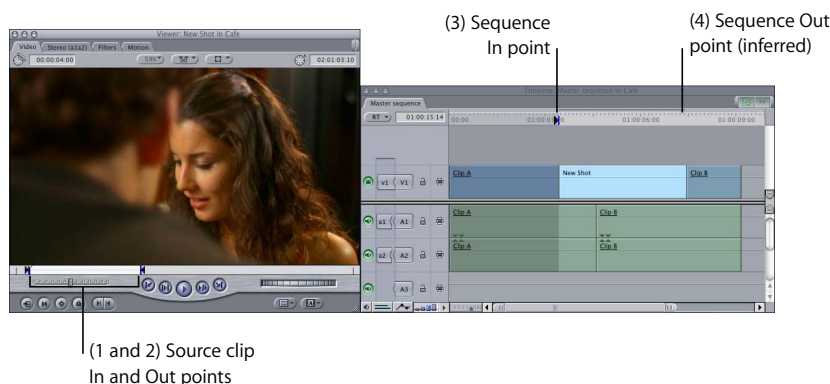 (3) Sequence
In point
(4) Sequence Out
point (inferred)
Viewer: New Shot in Cafe
Video Stereo (a1a2) Filters Motion
00:00:04:00 59% 02:01:03:10
Timeline: Master sequence in Cafe
Master sequence
RT 01:00:15:14 01:00:06:00 01:00:09:00
v1 V1 Clip A New Shot Clip B
a1 A1 Clip A Clip B
a2 A2 Clip A Clip B
A3
(1 and 2) Source clip
In and Out points